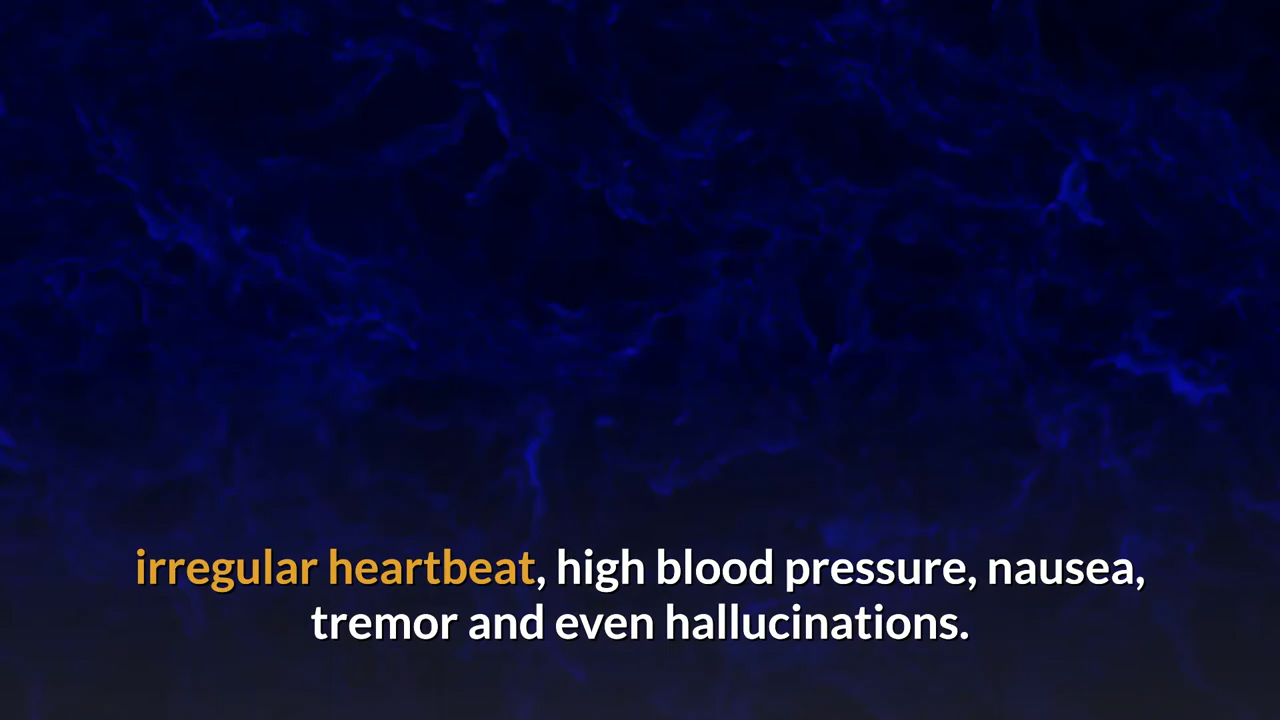 irregular heartbeat, high blood pressure, nausea,
tremor and even hallucinations.